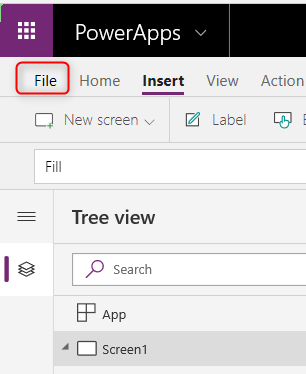 PowerApps
File Home Insert View Action
New screen Label
Fill
Tree view
Search
App
Screen1